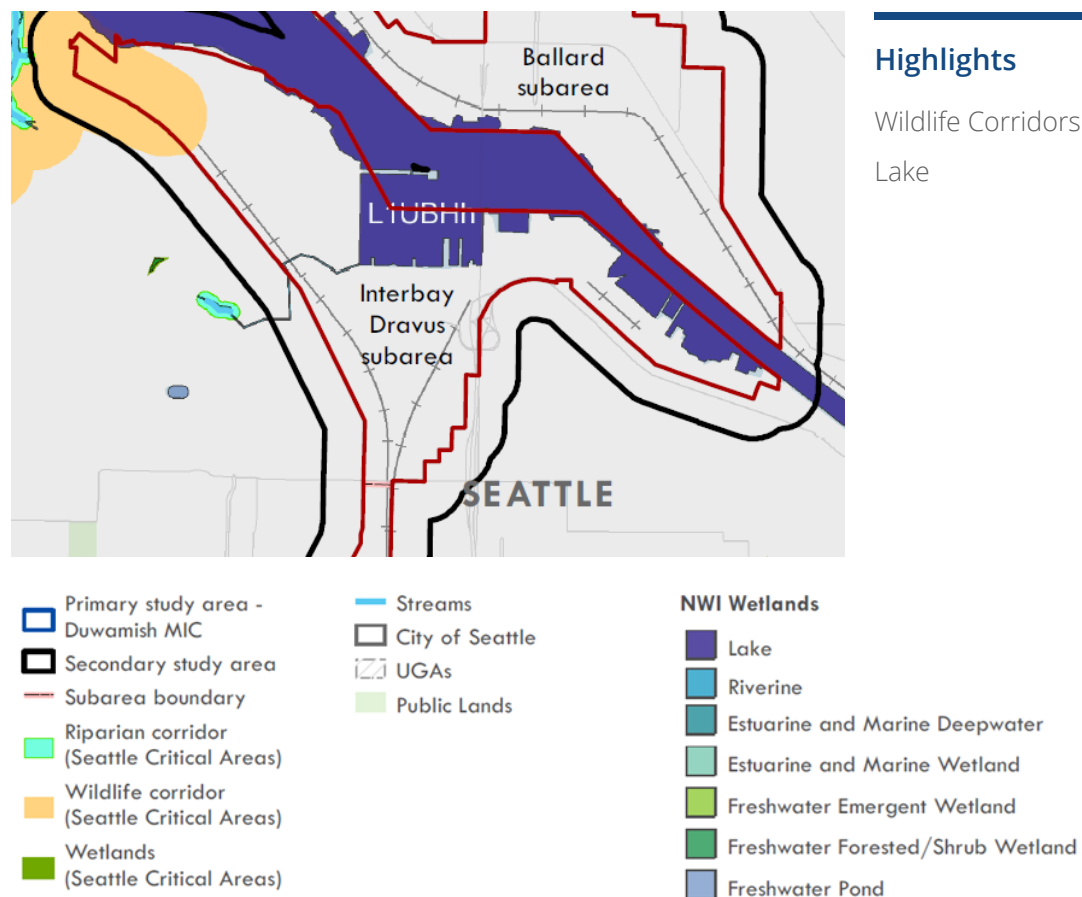 Ballard
subarea
L1UBHh
Interbay
Dravus
subarea
SEATTLE
Highlights
Wildlife Corridors
Lake
Primary study area -
Duwamish MIC
Secondary study area
Subarea boundary
Riparian corridor
(Seattle Critical Areas)
Wildlife corridor
(Seattle Critical Areas)
Wetlands
(Seattle Critical Areas)
Streams
City of Seattle
UGAs
Public Lands
NWI Wetlands
Lake
Riverine
Estuarine and Marine Deepwater
Estuarine and Marine Wetland
Freshwater Emergent Wetland
Freshwater Forested/Shrub Wetland
Freshwater Pond